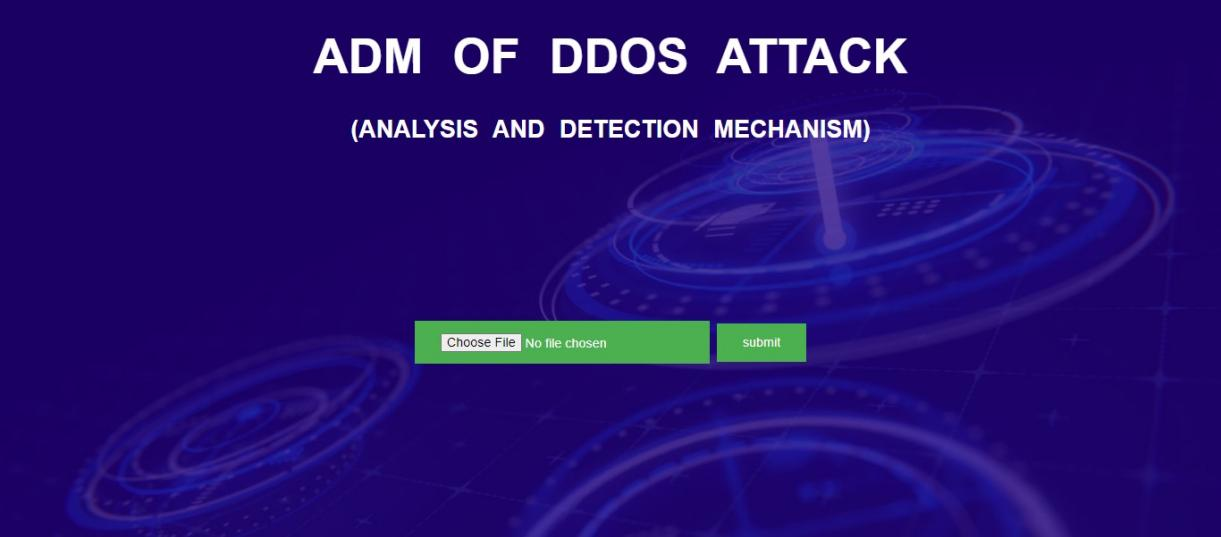 ADM OF DDOS ATTACK
(ANALYSIS AND DETECTION MECHANISM)
Choose File No file chosen submit